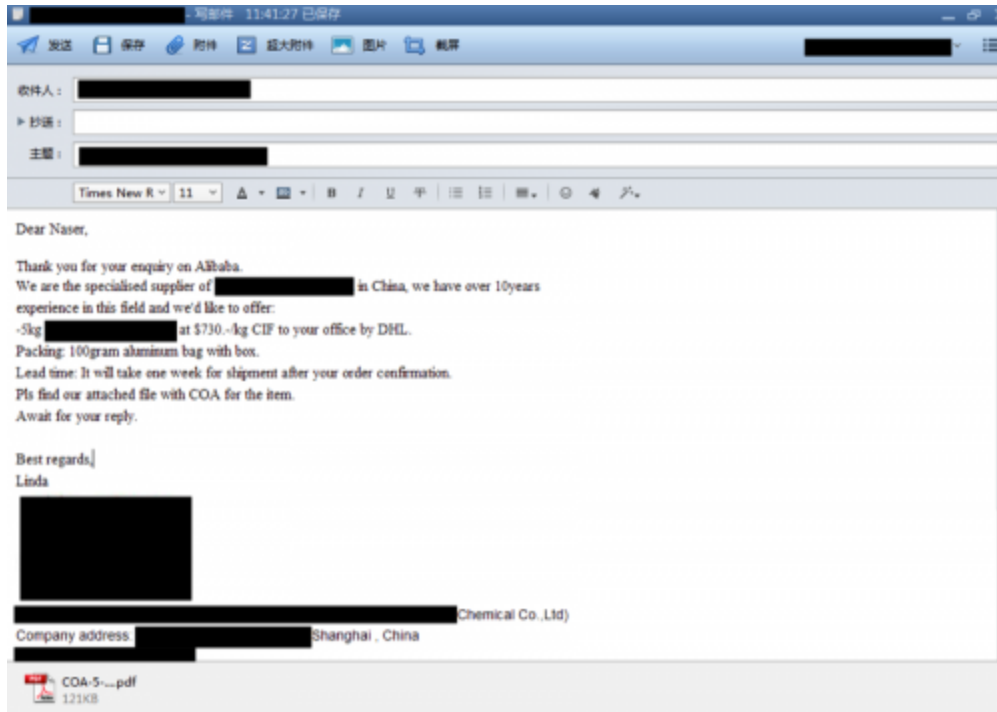 - 写邮件 11:41:27 已保存
发送 保存 附件 超大附件 图片 截屏
收件人：
抄送：
主题：
Times New R 11 A B I U
Dear Naser,
Thank you for your enquiry on Alibaba.
We are the specialised supplier of in China, we have over 10years
experience in this field and we'd like to offer:
-5kg at $730.-/kg CIF to your office by DHL.
Packing: 100gram aluminum bag with box.
Lead time: It will take one week for shipment after your order confirmation.
Pls find our attached file with COA for the item.
Await for your reply.
Best regards,
Linda
Chemical Co.,Ltd)
Company address: Shanghai , China
COA-5-....pdf
121KB